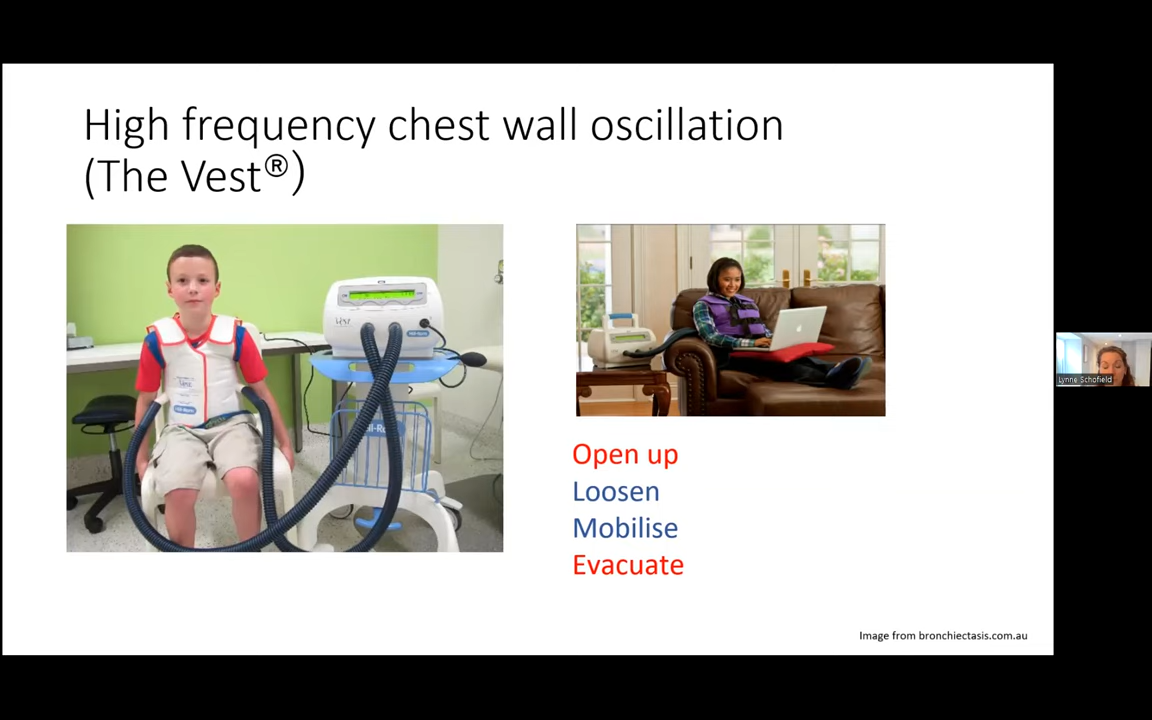 High frequency chest wall oscillation
(The Vest®)
Open up
Loosen
Mobilise
Evacuate
Image from bronchiectasis.com.au
Lynne Schofield